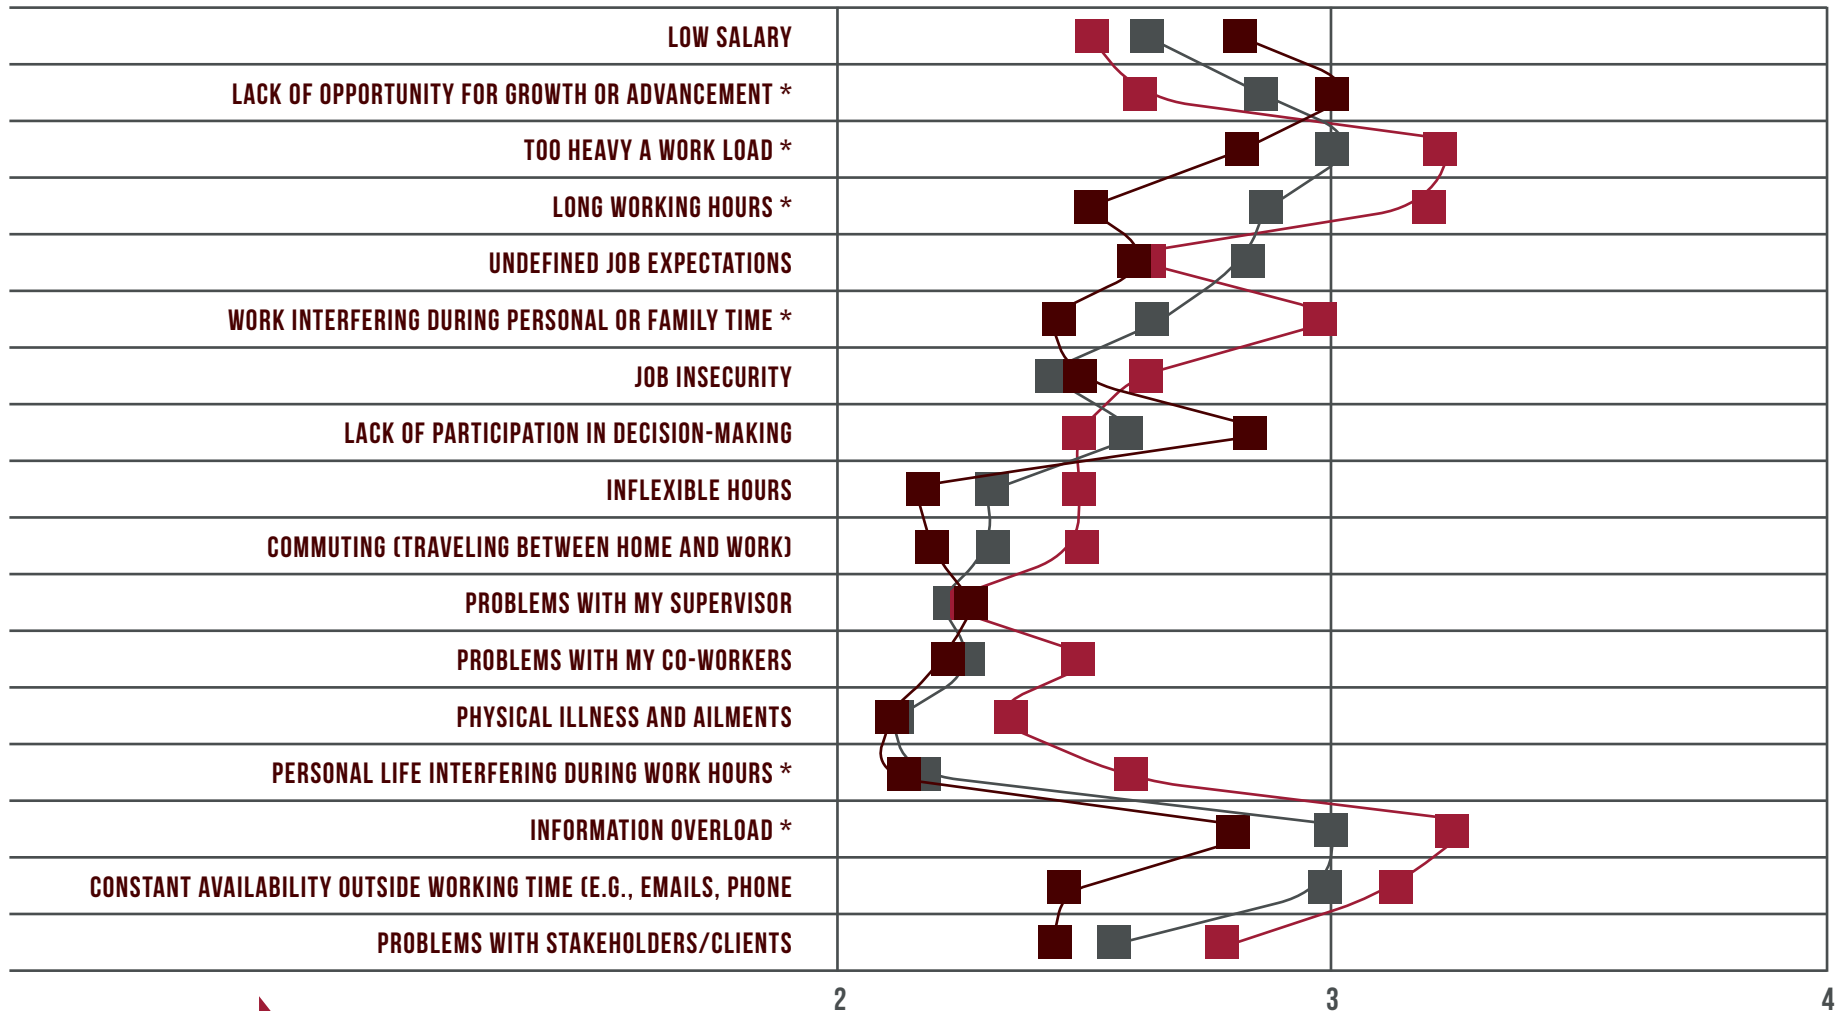 LOW SALARY
LACK OF OPPORTUNITY FOR GROWTH OR ADVANCEMENT *
TOO HEAVY A WORK LOAD *
LONG WORKING HOURS *
UNDEFINED JOB EXPECTATIONS
WORK INTERFERING DURING PERSONAL OR FAMILY TIME *
JOB INSECURITY
LACK OF PARTICIPATION IN DECISION-MAKING
INFLEXIBLE HOURS
COMMUTING (TRAVELING BETWEEN HOME AND WORK)
PROBLEMS WITH MY SUPERVISOR
PROBLEMS WITH MY CO-WORKERS
PHYSICAL ILLNESS AND AILMENTS
PERSONAL LIFE INTERFERING DURING WORK HOURS *
INFORMATION OVERLOAD *
CONSTANT AVAILABILITY OUTSIDE WORKING TIME (E.G., EMAILS, PHONE
PROBLEMS WITH STAKEHOLDERS/CLIENTS
2 3 4